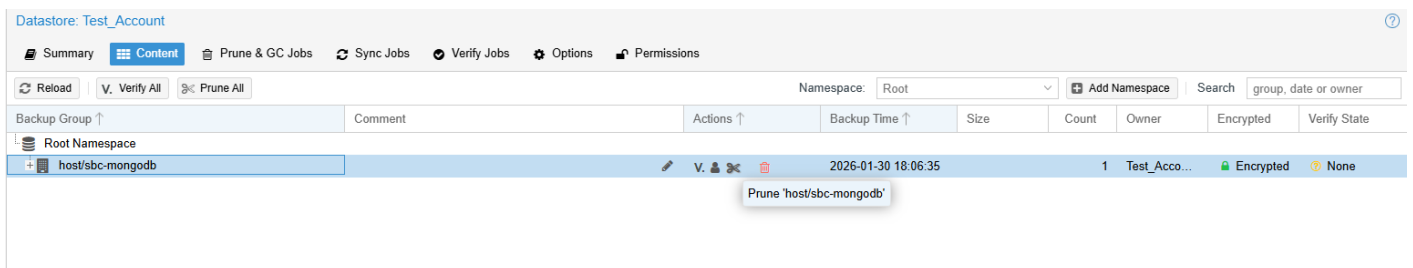 Datastore: Test_Account
Summary Content Prune & GC Jobs Sync Jobs Verify Jobs Options Permissions
Reload V. Verify All Prune All Namespace: Root Add Namespace Search group, date or owner
Backup Group ↑ Comment Actions ↑ Backup Time ↑ Size Count Owner Encrypted Verify State
Root Namespace
host/sbc-mongodb V. 2026-01-30 18:06:35 1 Test_Acco... Encrypted None
Prune 'host/sbc-mongodb'